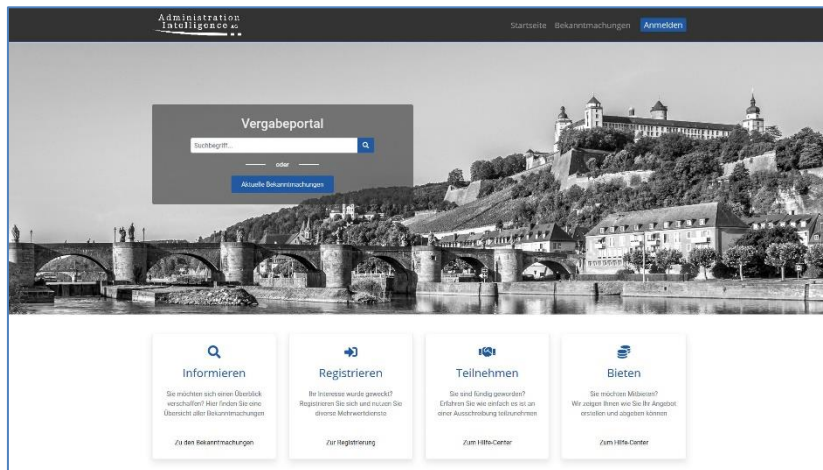 Administration
Intelligence AG
Startseite Bekanntmachungen Anmelden
Vergabeportal
Suchbegriff...
oder
Aktuelle Bekanntmachungen
Informieren
Sie möchten sich einen Überblick
verschaffen? Hier finden Sie eine
Übersicht aller Bekanntmachungen
Zu den Bekanntmachungen
Registrieren
Ihr Interesse wurde geweckt?
Registrieren Sie sich und nutzen Sie
diverse Mehrwertdienste
Zur Registrierung
Teilnehmen
Sie sind fündig geworden?
Erfahren Sie wie einfach es ist an
einer Ausschreibung teilzunehmen
Zum Hilfe-Center
Bieten
Sie möchten Mitbieten?
Wir zeigen Ihnen wie Sie Ihr Angebot
erstellen und abgeben können
Zum Hilfe-Center